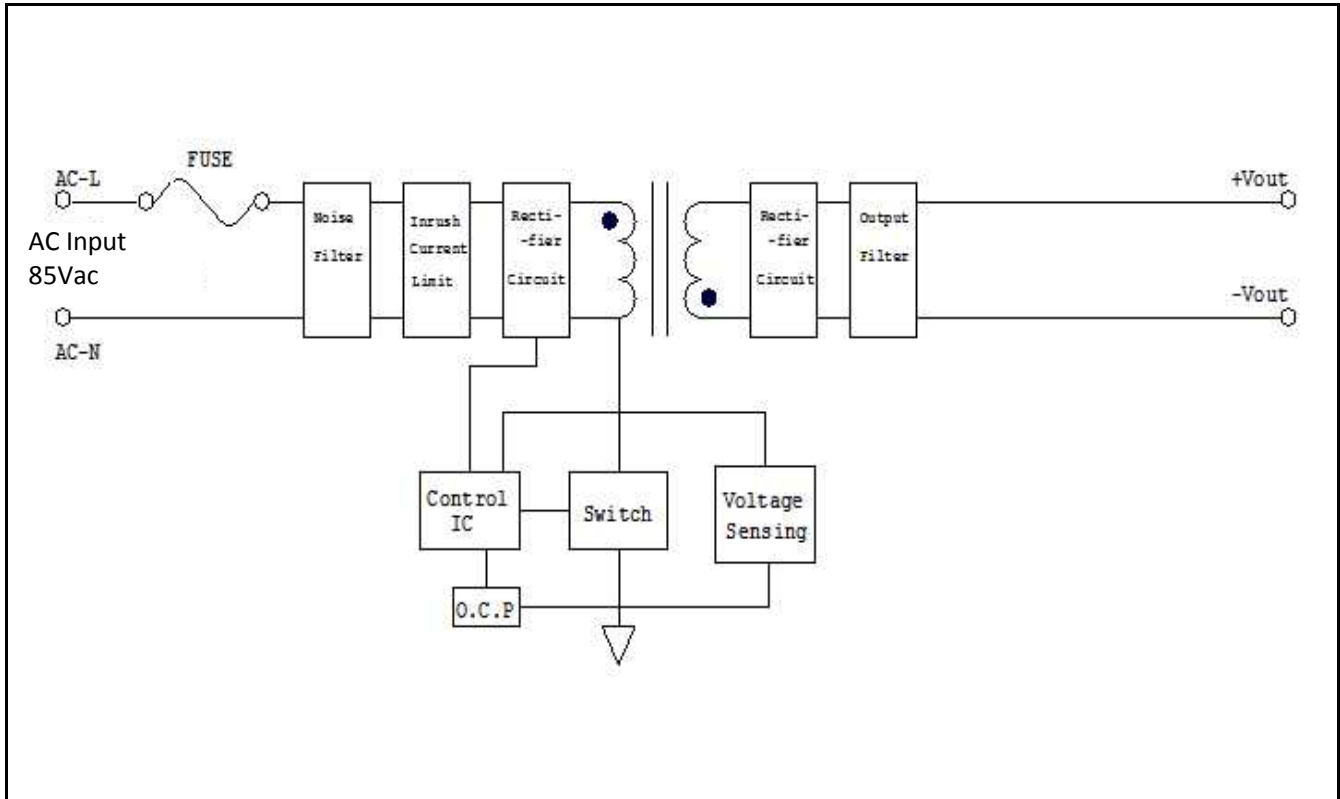 FUSE
AC-L
+Vout
AC Input
85Vac
-Vout
AC-N
Noise
Filter
Inrush
Current
Limit
Recti-
-fier
Circuit
Recti-
-fier
Circuit
Output
Filter
Control
IC
Switch
Voltage
Sensing
O.C.P